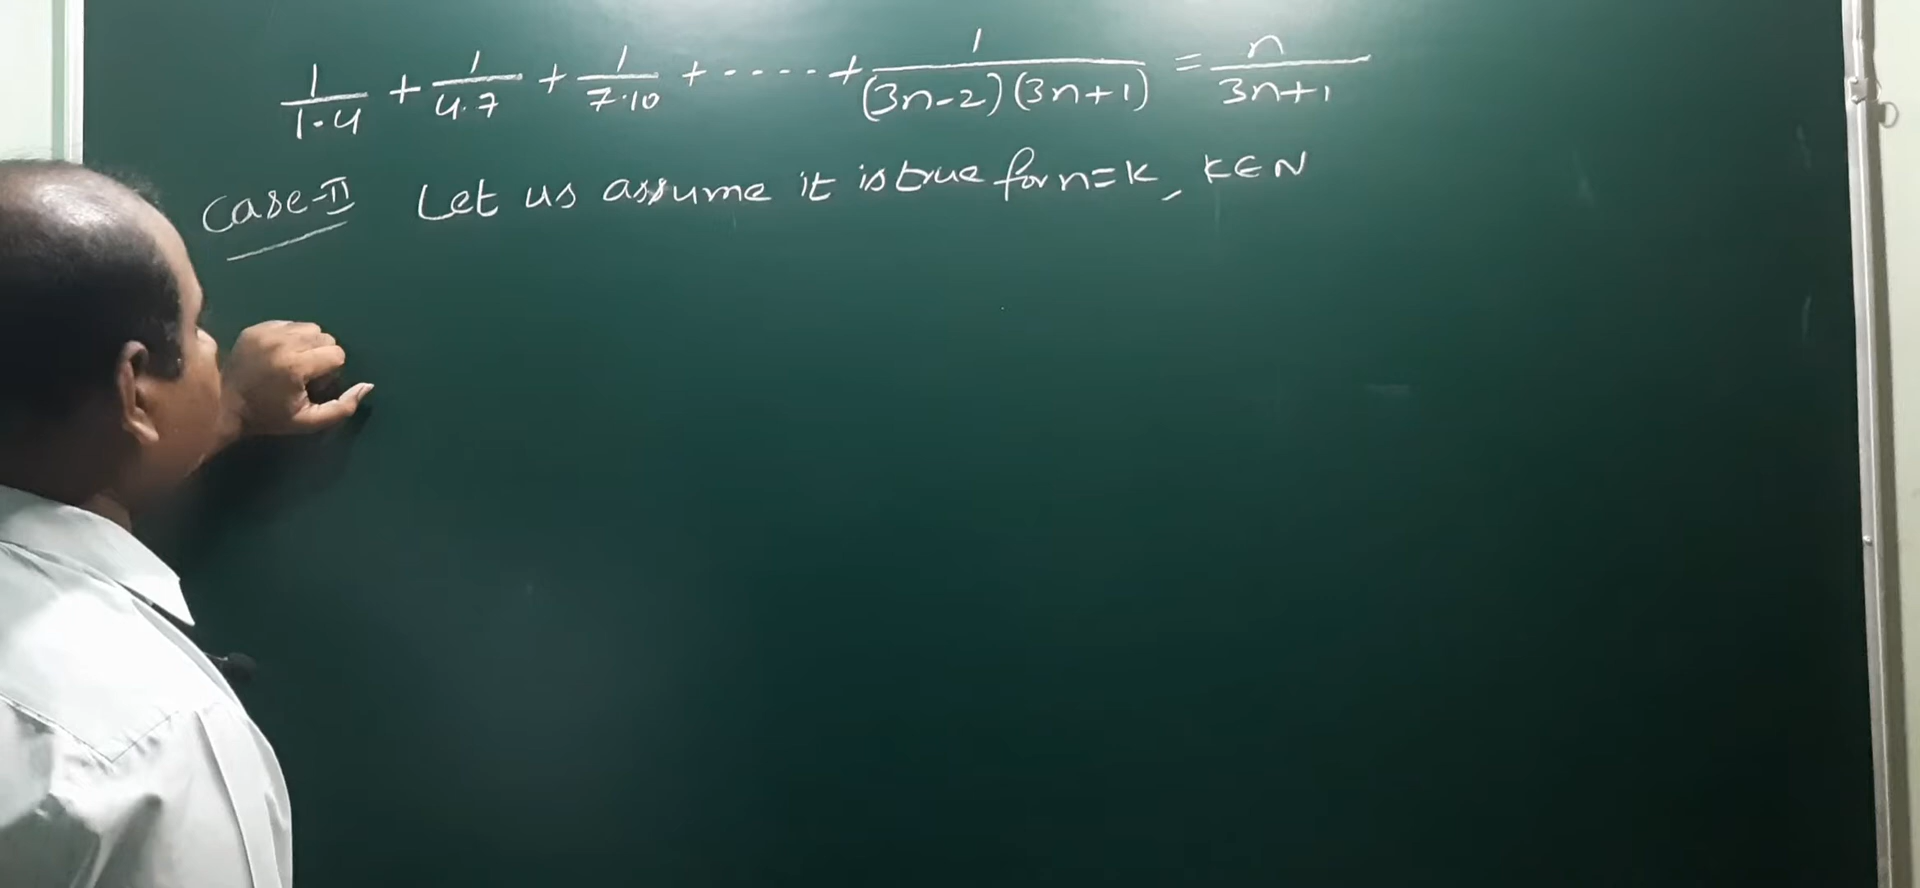 1/1·4 + 1/4·7 + 1/7·10 + ····· + 1/(3n-2)(3n+1) = n/3n+1
Case-II Let us assume it is true for n=k, k∈N